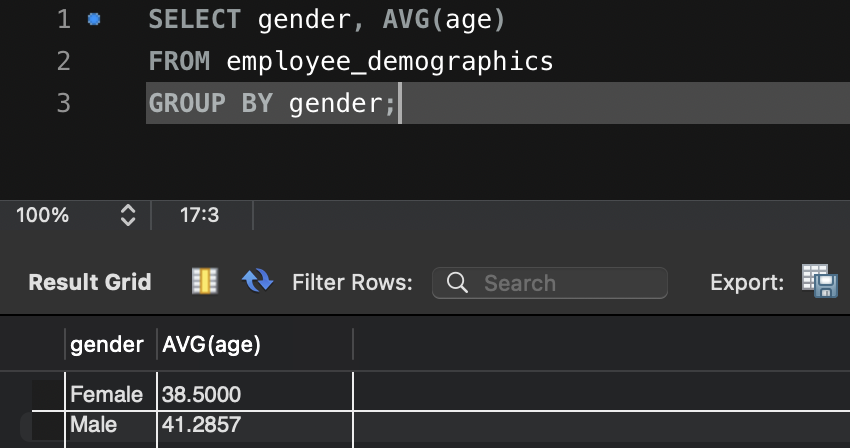 1 SELECT gender, AVG(age)
2 FROM employee_demographics
3 GROUP BY gender;
100% 17:3
Result Grid Filter Rows: Search Export:
gender AVG(age)
Female 38.5000
Male 41.2857